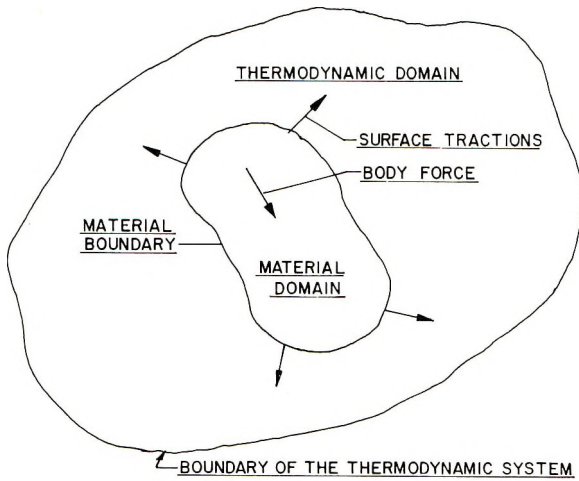 THERMODYNAMIC DOMAIN
SURFACE TRACTIONS
BODY FORCE
MATERIAL
BOUNDARY
MATERIAL
DOMAIN
BOUNDARY OF THE THERMODYNAMIC SYSTEM